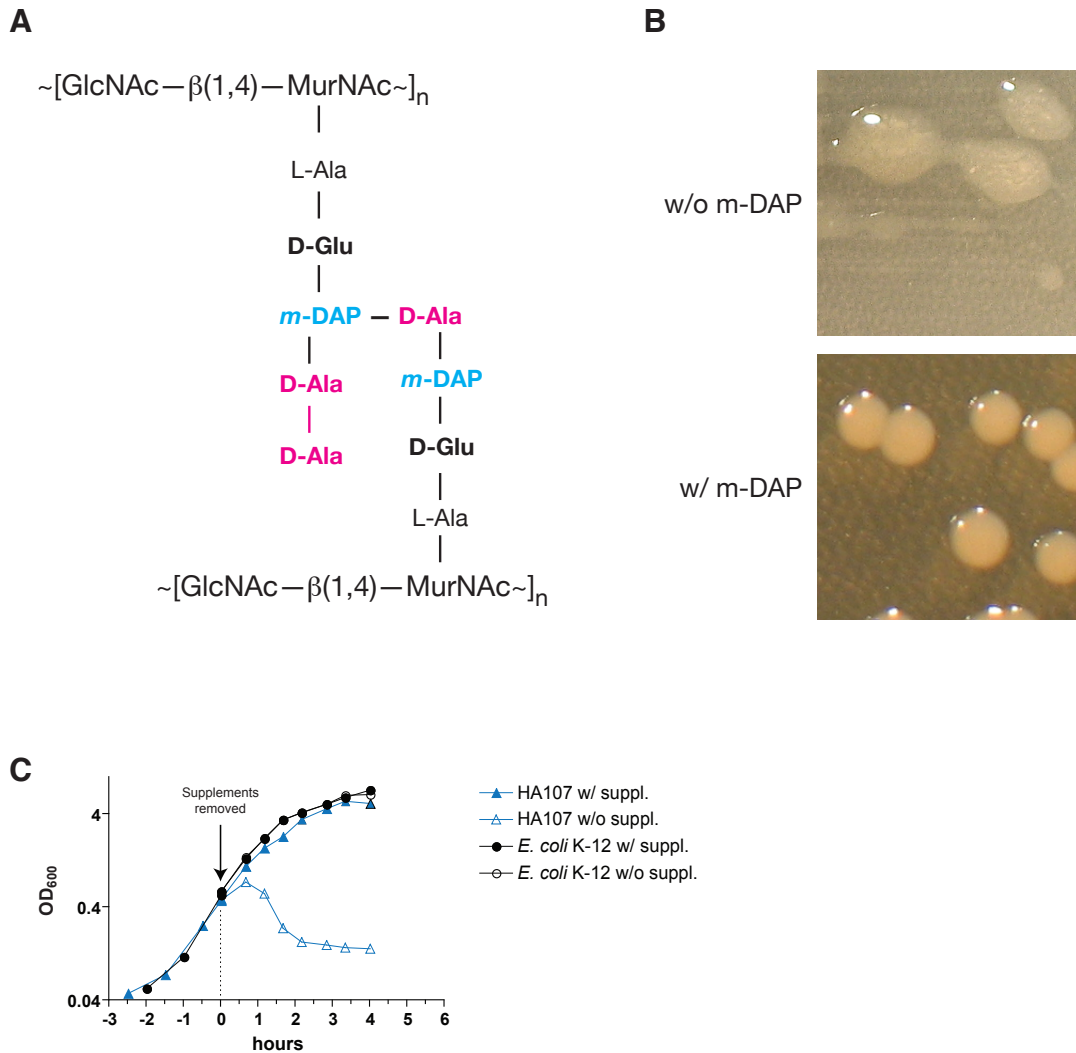 A
~[GlcNAc—β(1,4)—MurNAc~]n
L-Ala
D-Glu
m-DAP — D-Ala
D-Ala m-DAP
D-Ala D-Glu
L-Ala
~[GlcNAc—β(1,4)—MurNAc~]n
B
w/o m-DAP
w/ m-DAP
C
Supplements
removed
OD600
4
0.4
0.04
-3 -2 -1 0 1 2 3 4 5 6
hours
HA107 w/ suppl.
HA107 w/o suppl.
E. coli K-12 w/ suppl.
E. coli K-12 w/o suppl.